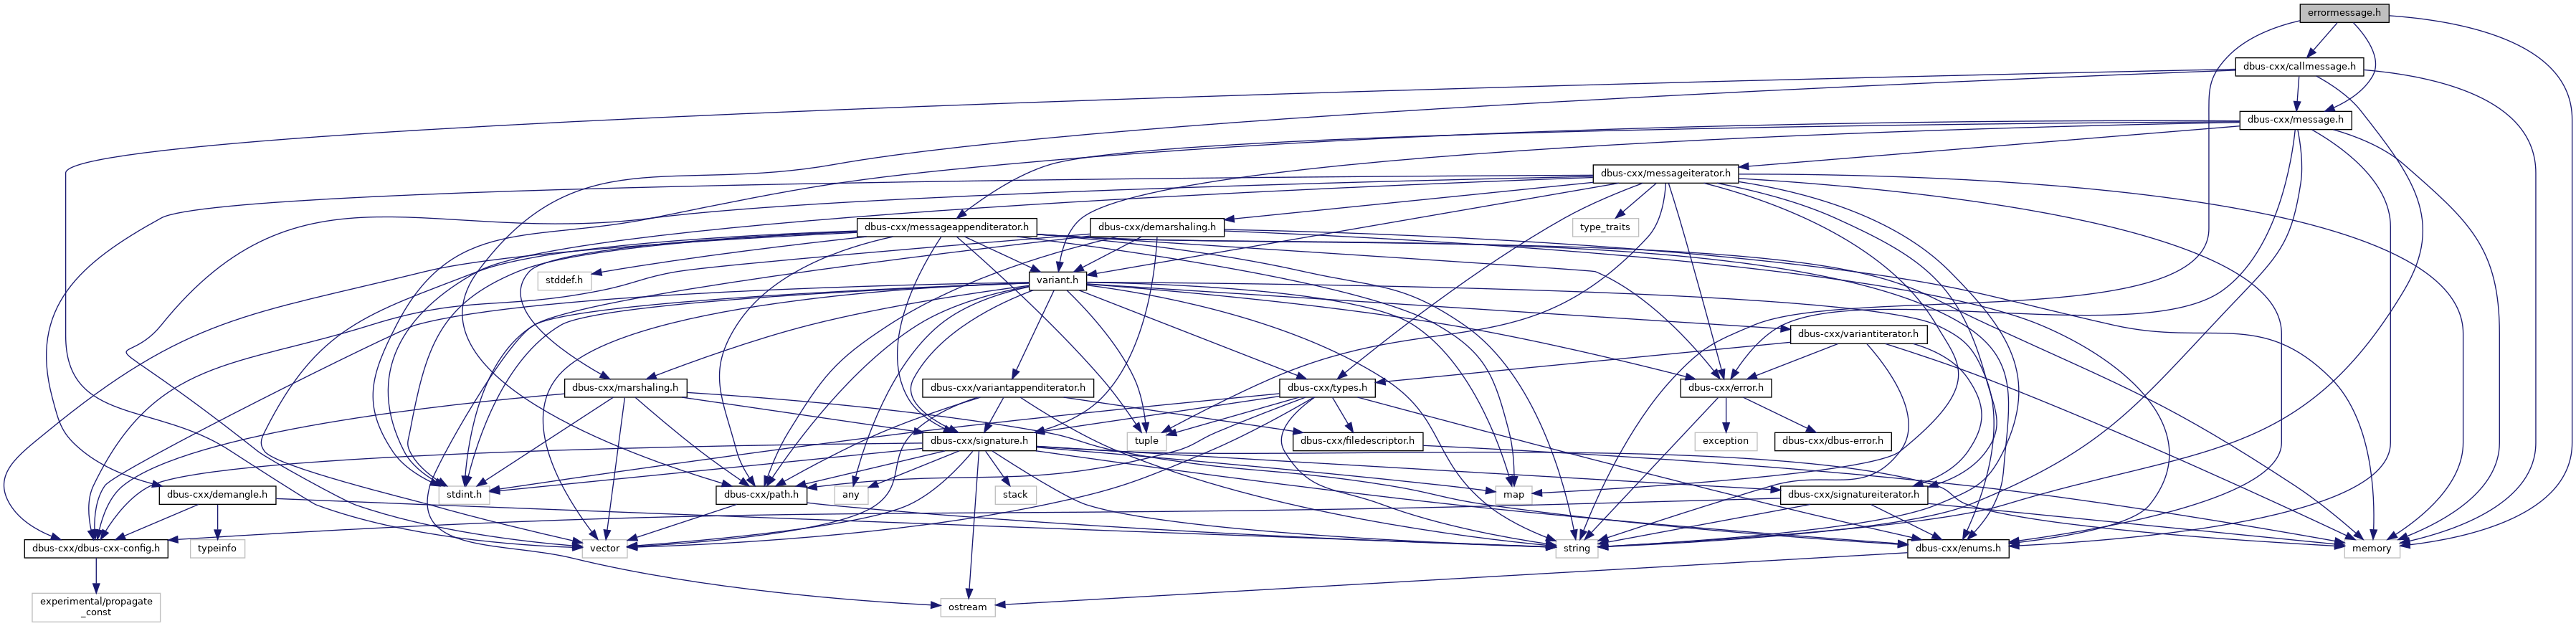 errormessage.h
dbus-cxx/callmessage.h
dbus-cxx/message.h
dbus-cxx/messageiterator.h
dbus-cxx/messageappenditerator.h
dbus-cxx/demarshaling.h
type_traits
stddef.h
variant.h
dbus-cxx/variantiterator.h
dbus-cxx/marshaling.h
dbus-cxx/variantappenditerator.h
dbus-cxx/types.h
dbus-cxx/error.h
dbus-cxx/signature.h
tuple
dbus-cxx/filedescriptor.h
exception
dbus-cxx/dbus-error.h
dbus-cxx/demangle.h
stdint.h
dbus-cxx/path.h
any
stack
map
dbus-cxx/signatureiterator.h
dbus-cxx/dbus-cxx-config.h
typeinfo
vector
string
dbus-cxx/enums.h
memory
experimental/propagate
_const
ostream